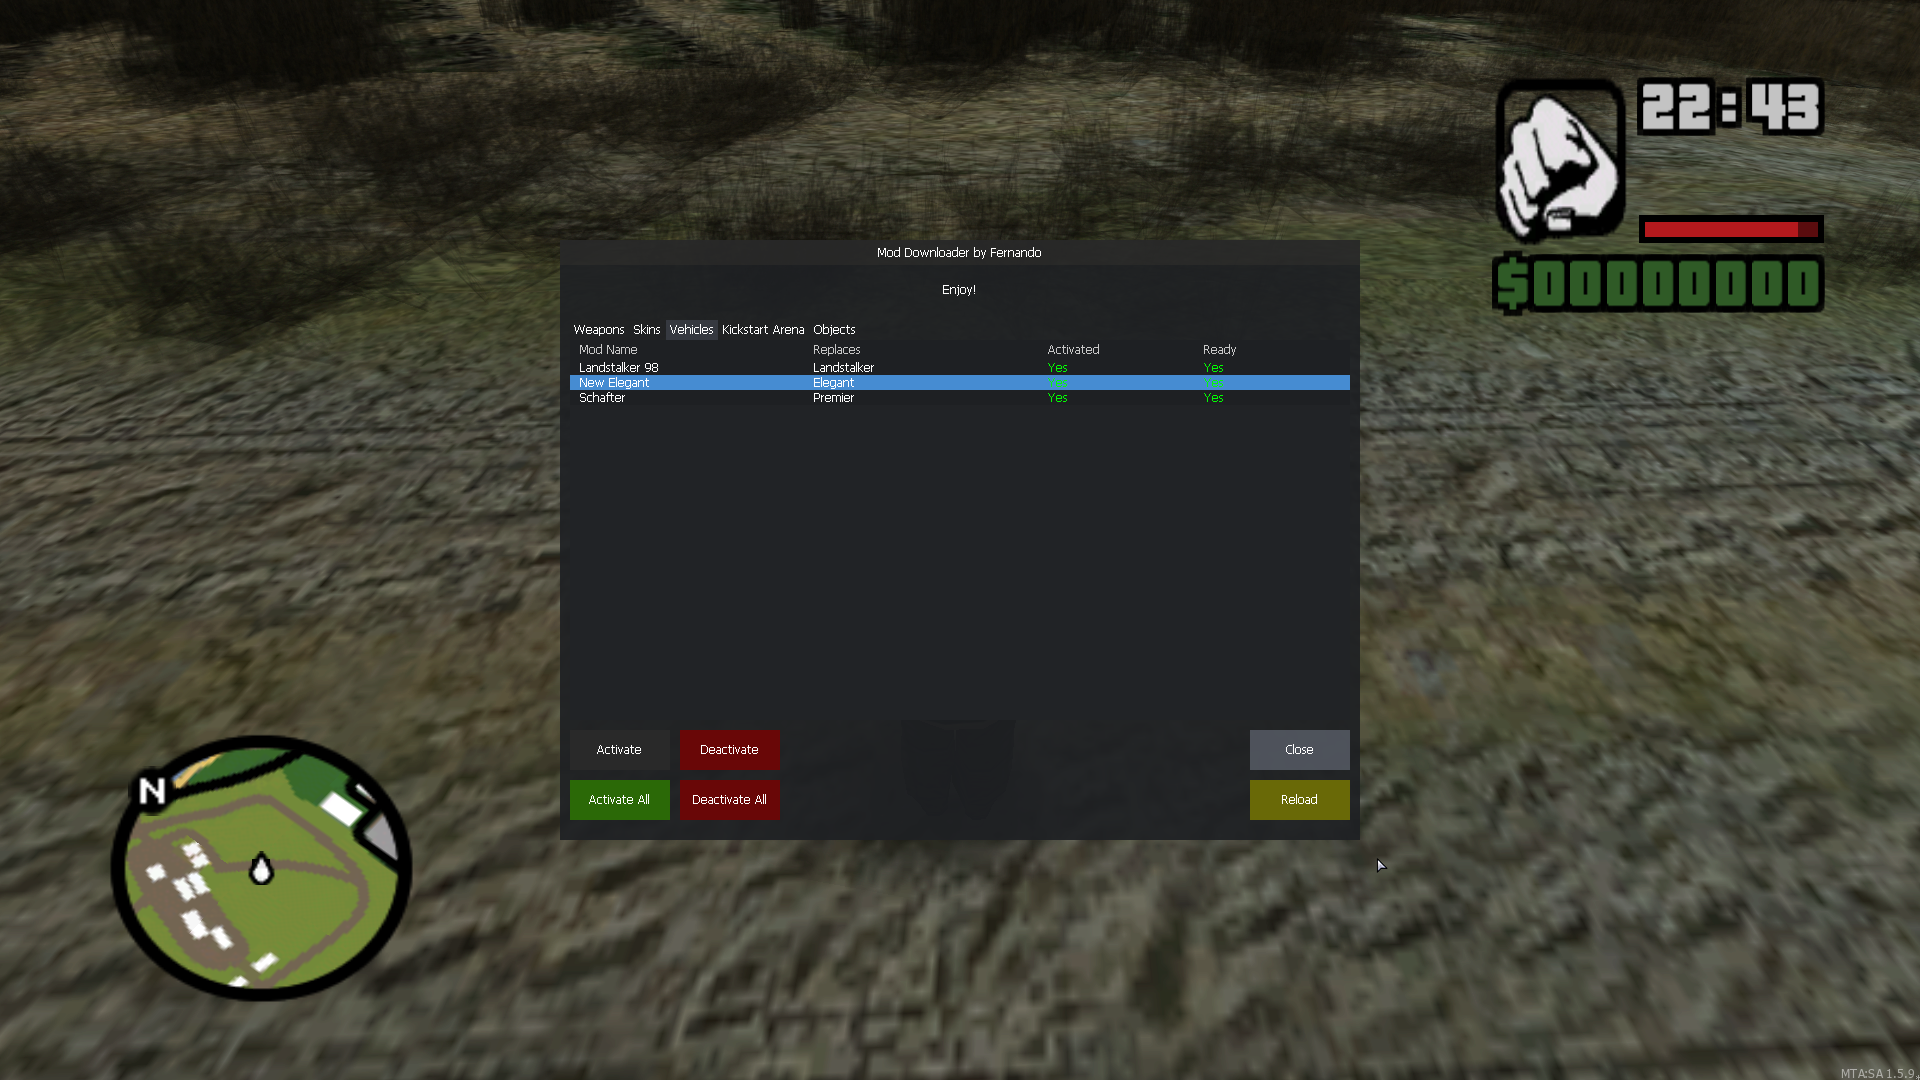 22:43
$00000000
Mod Downloader by Fernando
Enjoy!
Weapons Skins Vehicles Kickstart Arena Objects
Mod Name Replaces Activated Ready
Landstalker 98 Landstalker Yes Yes
New Elegant Elegant Yes Yes
Schafter Premier Yes Yes
Activate Deactivate Close
Activate All Deactivate All Reload
N
MTA:SA 1.5.9